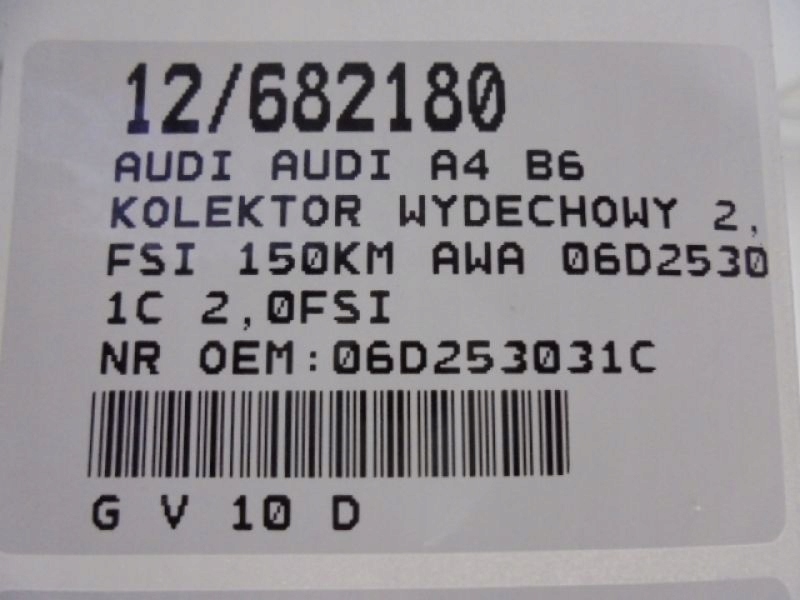 12/682180
AUDI AUDI A4 B6
KOLEKTOR WYDECHOWY 2,
FSI 150KM AWA 06D2530
1C 2,0FSI
NR OEM:06D253031C
G V 10 D